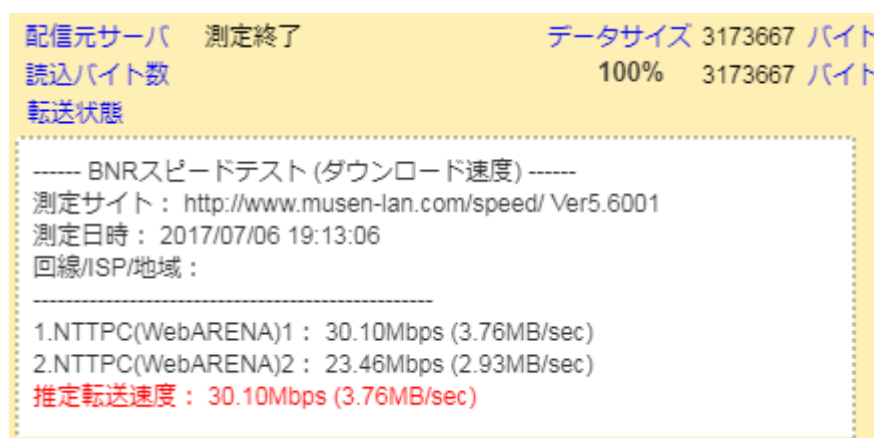 配信元サーバ 測定終了 データサイズ 3173667 バイト
読込バイト数 100% 3173667 バイト
転送状態
------ BNRスピードテスト (ダウンロード速度) ------
測定サイト： http://www.musen-lan.com/speed/ Ver5.6001
測定日時： 2017/07/06 19:13:06
回線/ISP/地域：
--------------------------------------------------
1.NTTPC(WebARENA)1： 30.10Mbps (3.76MB/sec)
2.NTTPC(WebARENA)2： 23.46Mbps (2.93MB/sec)
推定転送速度： 30.10Mbps (3.76MB/sec)